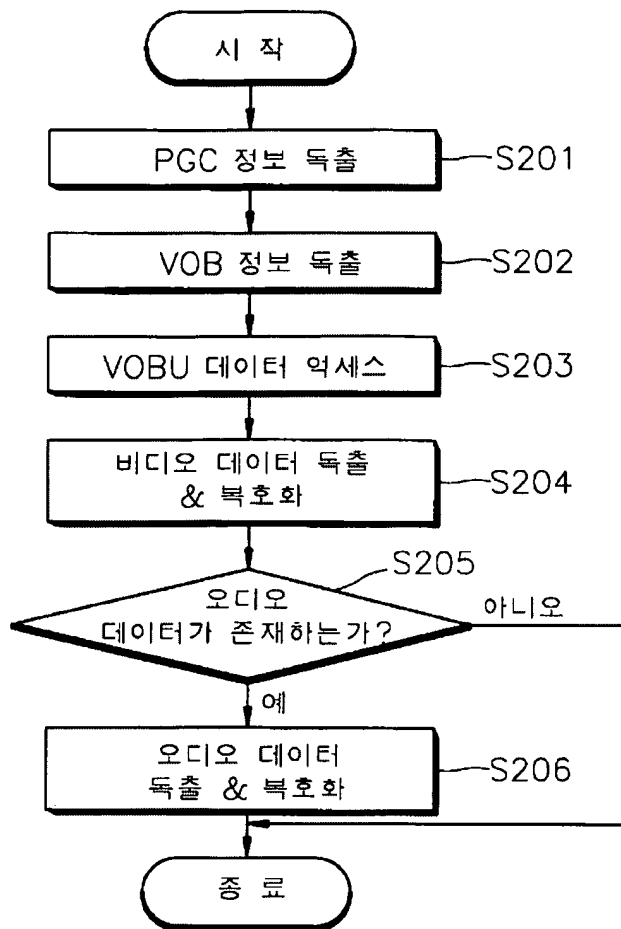 시 작
PGC 정보 독출
S201
VOB 정보 독출
S202
VOBU 데이터 억세스
S203
비디오 데이터 독출
& 복호화
S204
S205
오디오
데이터가 존재하는가?
아니오
예
오디오 데이터
독출 & 복호화
S206
종 료